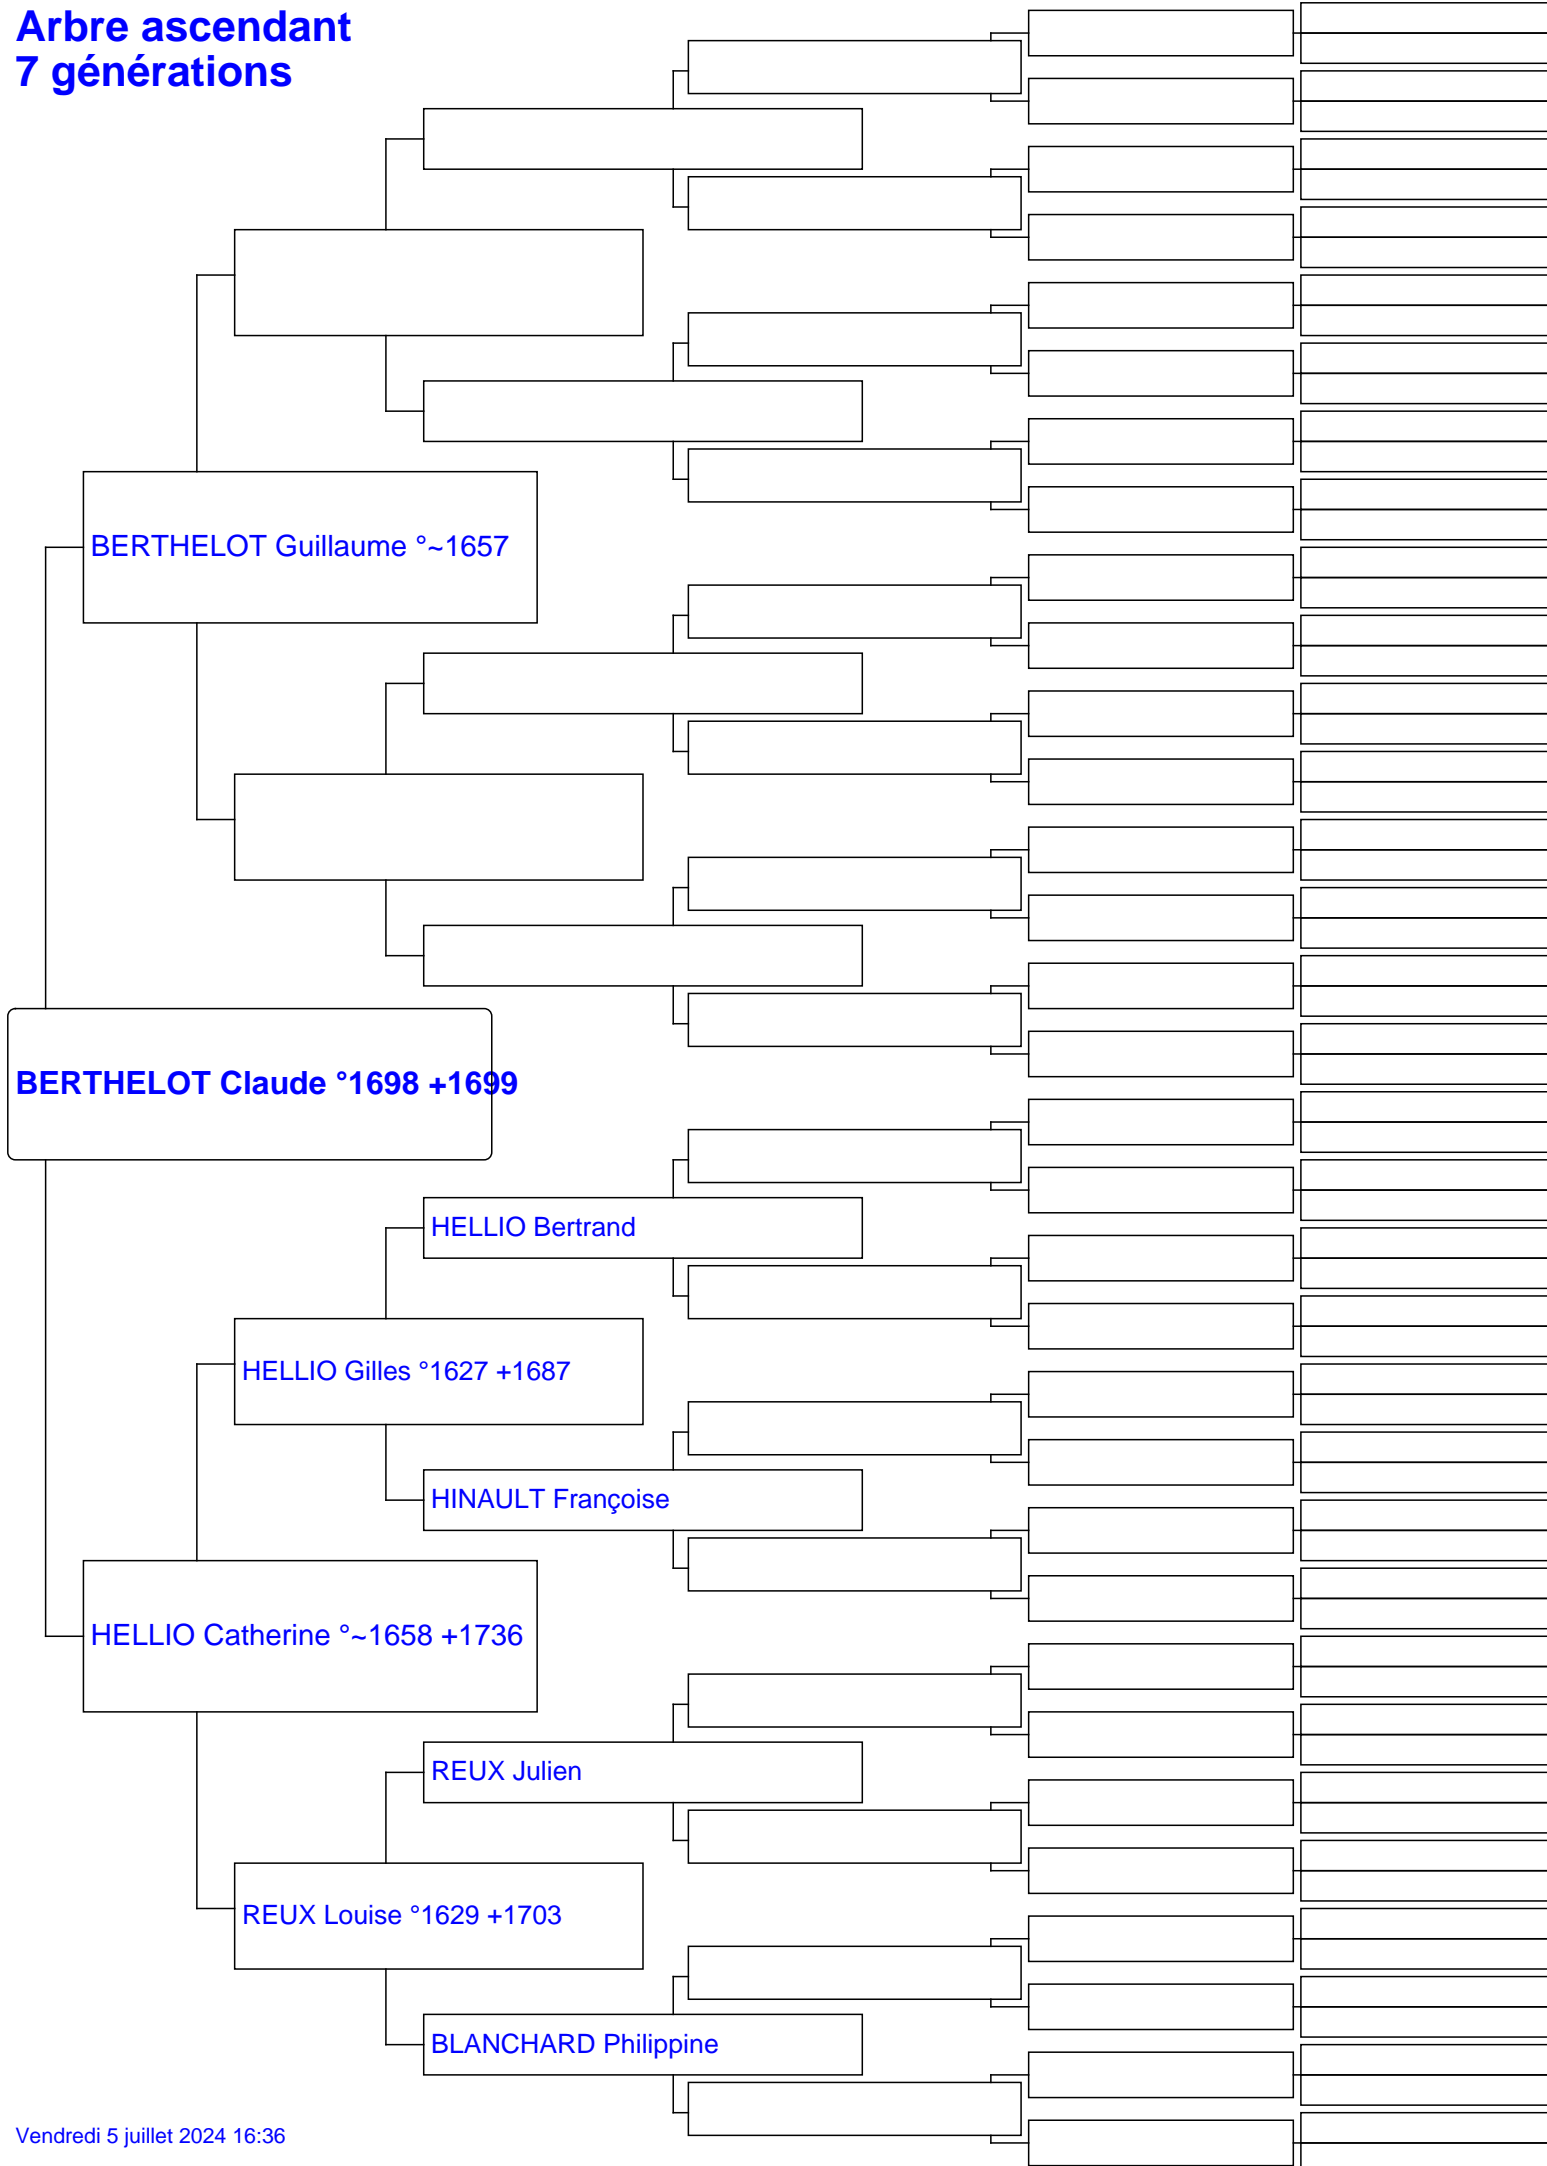 Arbre ascendant
7 générations
BERTHELOT Guillaume °~1657
BERTHELOT Claude °1698 +1699
HELLIO Bertrand
HELLIO Gilles °1627 +1687
HINAULT Françoise
HELLIO Catherine °~1658 +1736
REUX Julien
REUX Louise °1629 +1703
BLANCHARD Philippine
Vendredi 5 juillet 2024 16:36